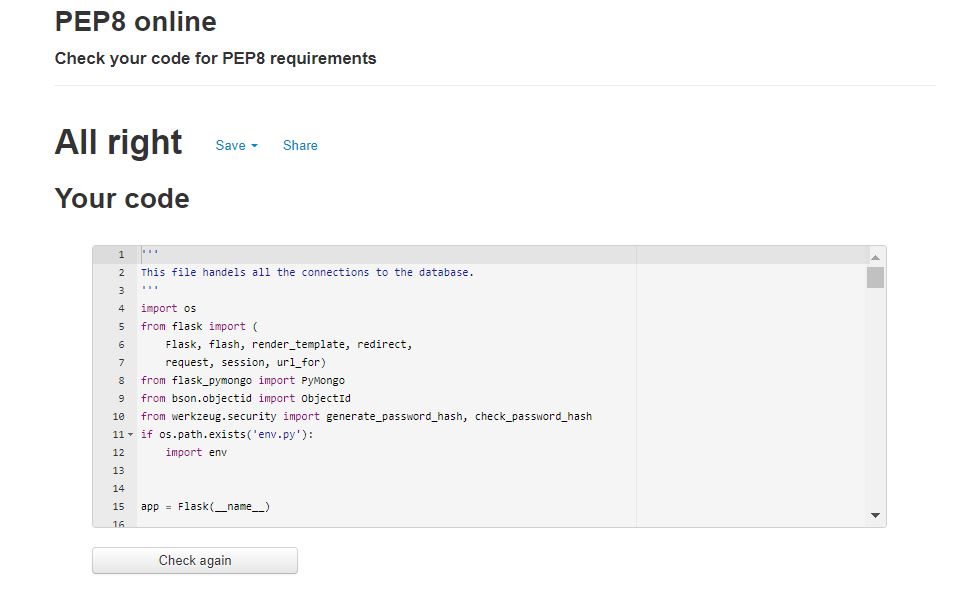 PEP8 online
Check your code for PEP8 requirements
All right Save Share
Your code
1 '''
2 This file handels all the connections to the database.
3 '''
4 import os
5 from flask import (
6     Flask, flash, render_template, redirect,
7     request, session, url_for)
8 from flask_pymongo import PyMongo
9 from bson.objectid import ObjectId
10 from werkzeug.security import generate_password_hash, check_password_hash
11 if os.path.exists('env.py'):
12     import env
13
14
15 app = Flask(__name__)
16
Check again